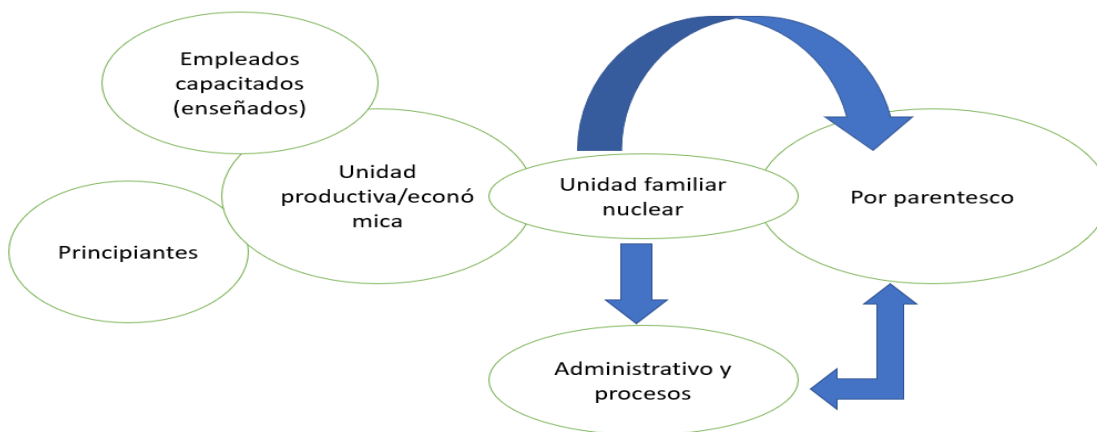 Empleados
capacitados
(enseñados)
Unidad
productiva/econó
mica
Unidad familiar
nuclear
Por parentesco
Principiantes
Administrativo y
procesos